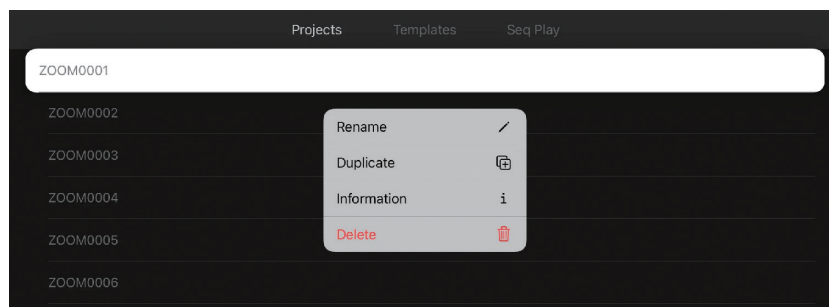 Projects Templates Seq Play
ZOOM0001
ZOOM0002
Rename
ZOOM0003
Duplicate
ZOOM0004
Information
ZOOM0005
Delete
ZOOM0006